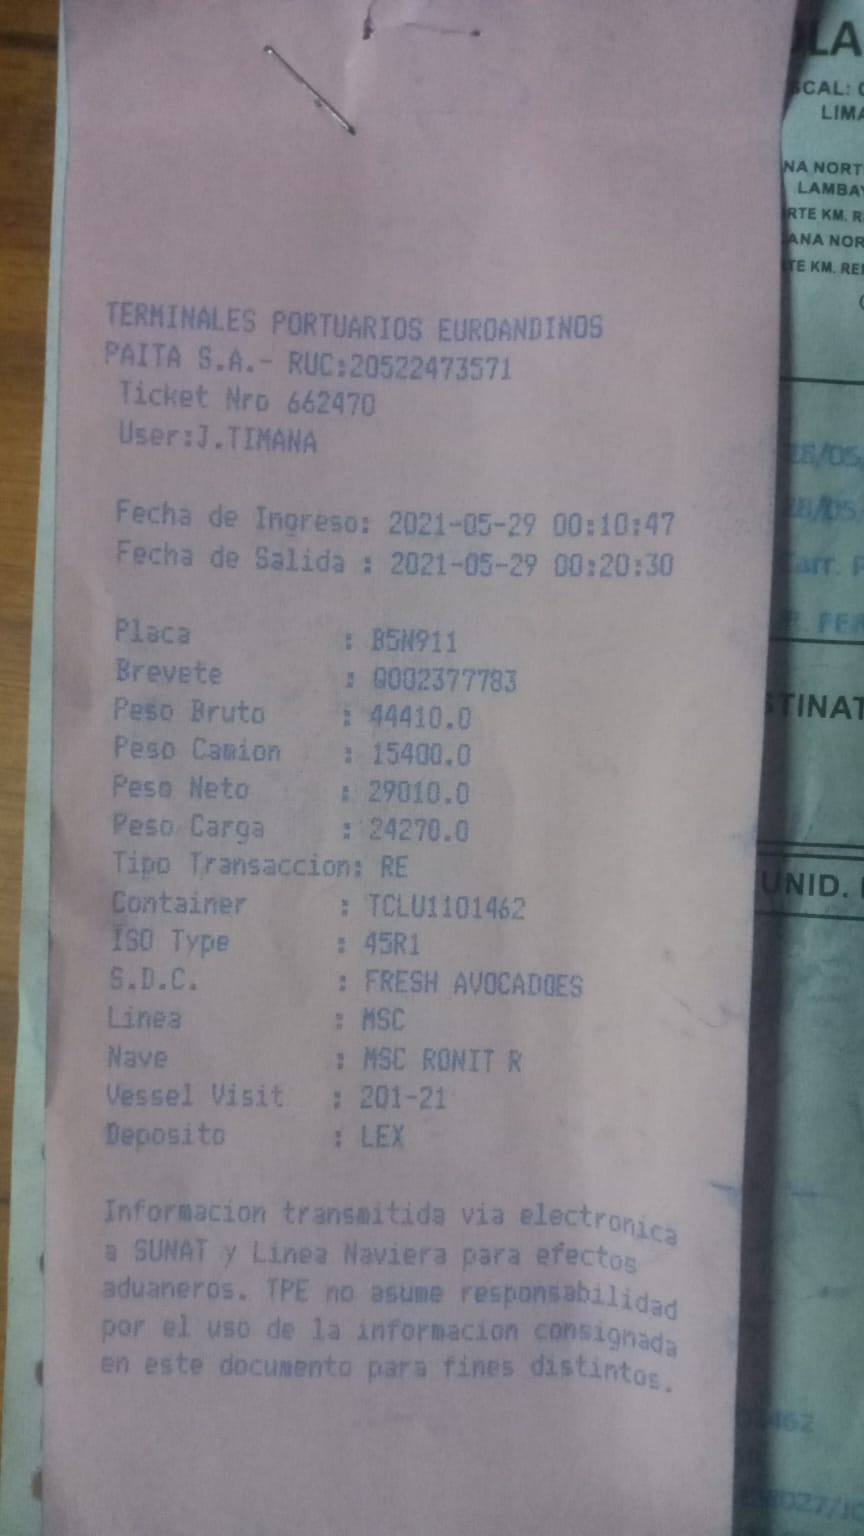 TERMINALES PORTUARIOS EUROANDINOS
PAITA S.A.- RUC:20522473571
Ticket Nro 662470
User:J.TIMANA
Fecha de Ingreso: 2021-05-29 00:10:47
Fecha de Salida : 2021-05-29 00:20:30
Placa : B5N911
Brevete : Q002377783
Peso Bruto : 44410.0
Peso Camion : 15400.0
Peso Neto : 29010.0
Peso Carga : 24270.0
Tipo Transaccion: RE
Container : TCLU1101462
ISO Type : 45R1
S.D.C. : FRESH AVOCADOES
Linea : MSC
Nave : MSC RONIT R
Vessel Visit : 201-21
Deposito : LEX
Informacion transmitida via electronica
a SUNAT y Linea Naviera para efectos
aduaneros. TPE no asume responsabilidad
por el uso de la informacion consignada
en este documento para fines distintos.
LIMA
UNID.